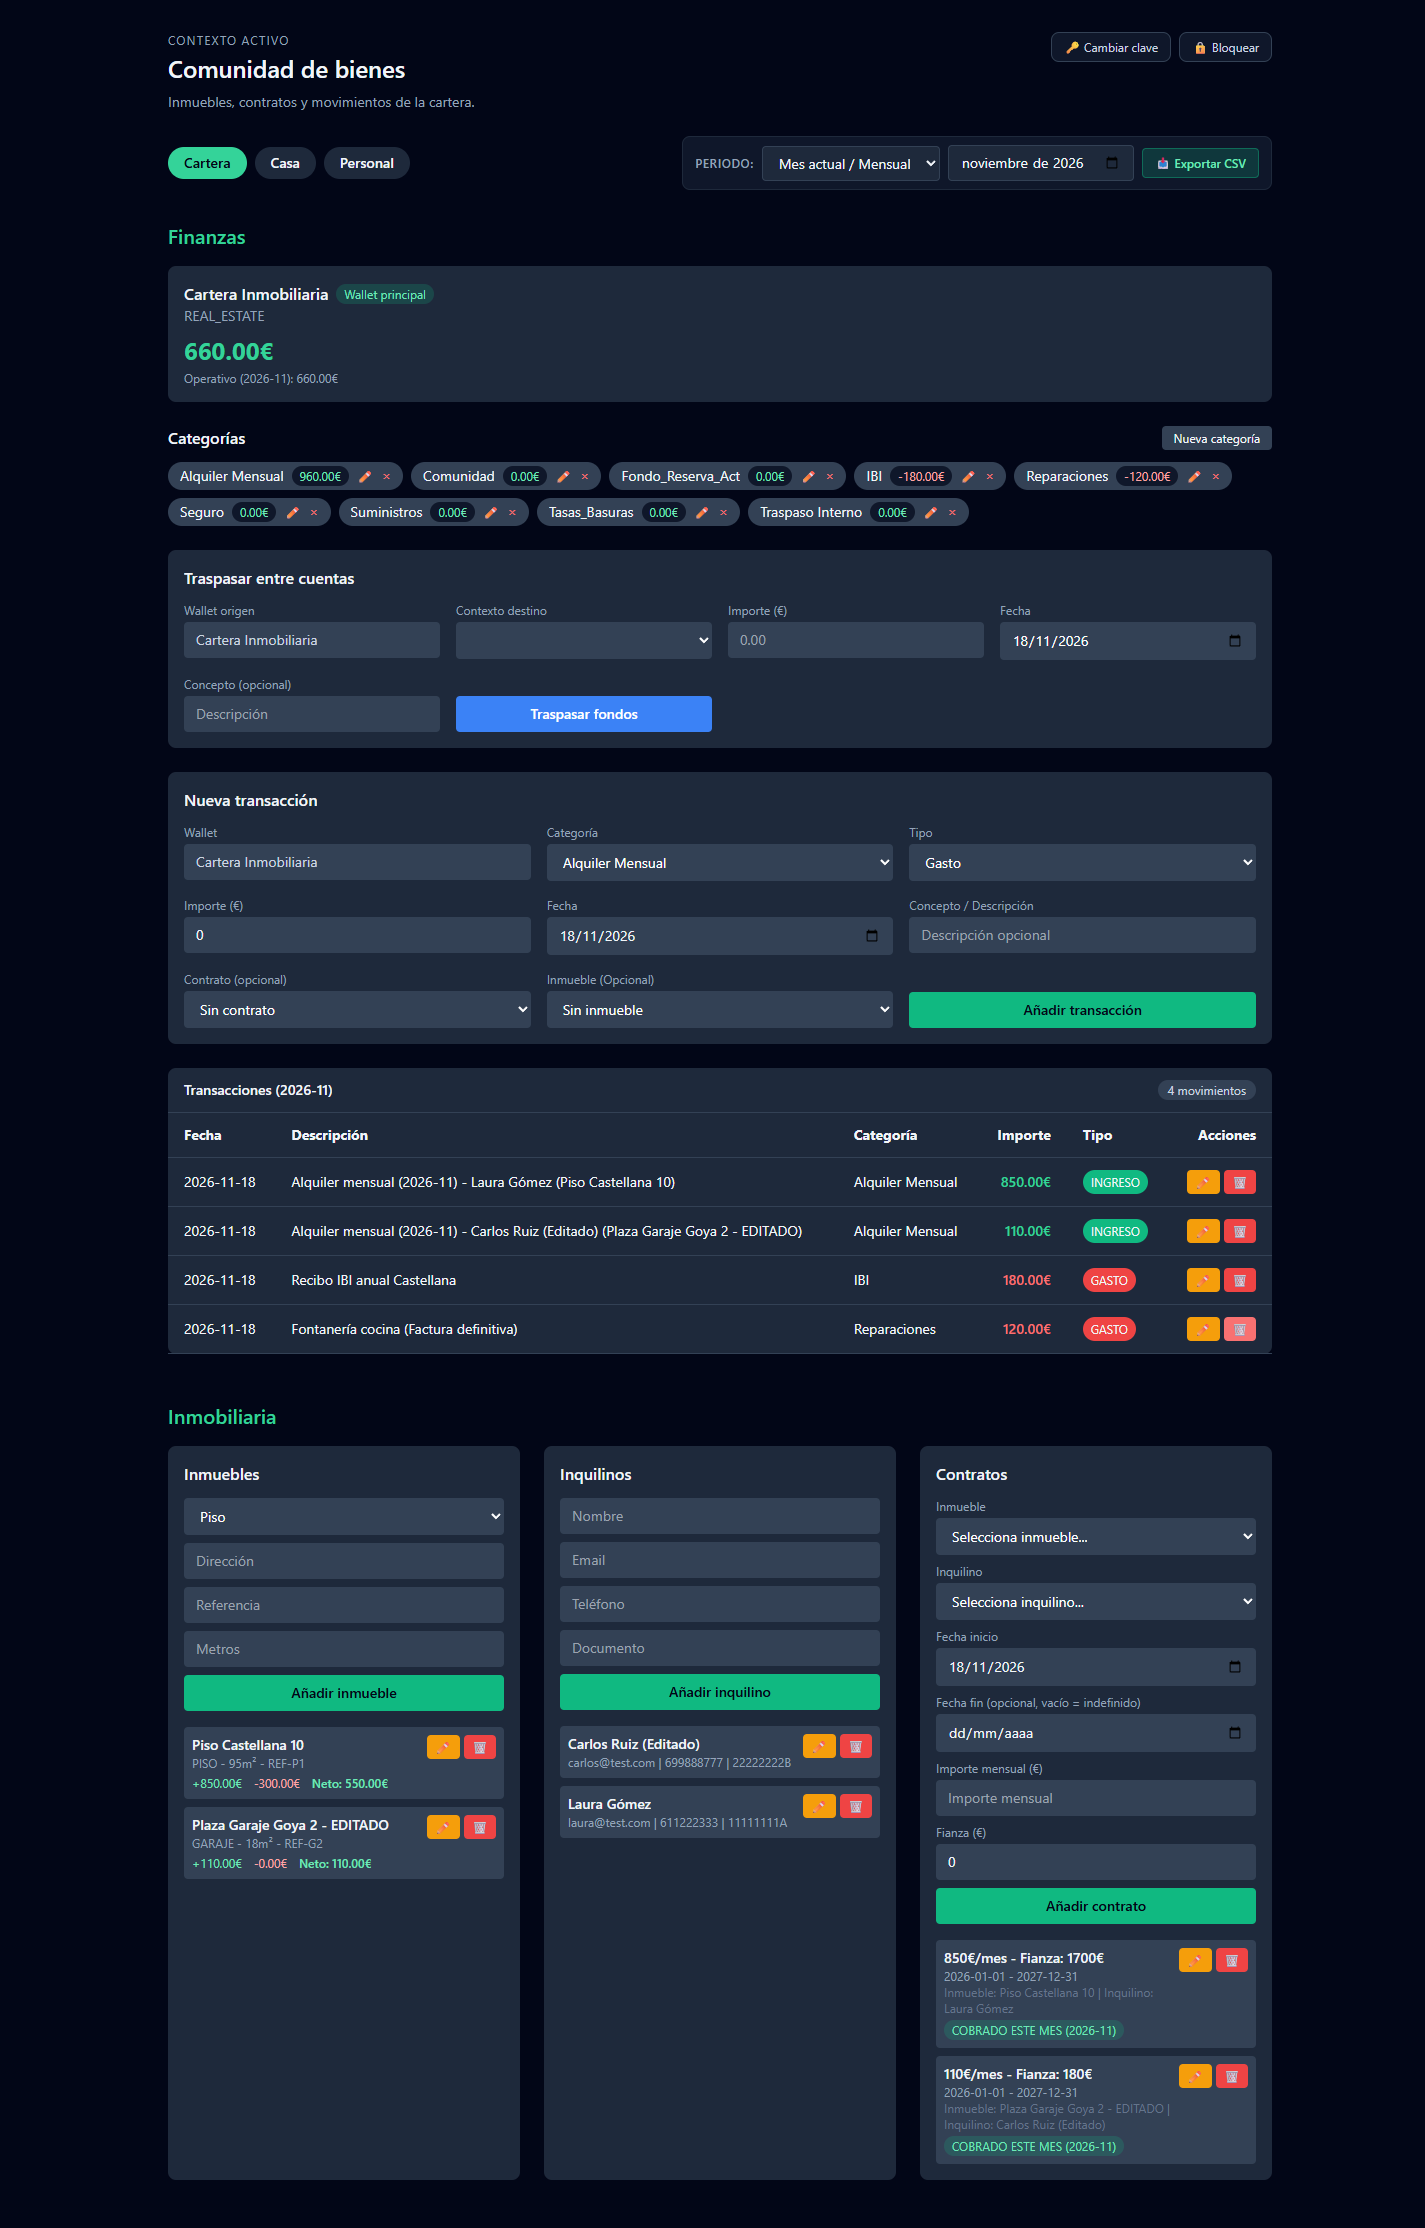 CONTEXTO ACTIVO
Comunidad de bienes
Inmuebles, contratos y movimientos de la cartera.
Cambiar clave
Bloquear
Cartera
Casa
Personal
PERIODO:
Mes actual / Mensual
noviembre de 2026
Exportar CSV
Finanzas
Cartera Inmobiliaria Wallet principal
REAL_ESTATE
660.00€
Operativo (2026-11): 660.00€
Categorías
Nueva categoría
Alquiler Mensual 960.00€ ×
Comunidad 0.00€ ×
Fondo_Reserva_Act 0.00€ ×
IBI -180.00€ ×
Reparaciones -120.00€ ×
Seguro 0.00€ ×
Suministros 0.00€ ×
Tasas_Basuras 0.00€ ×
Traspaso Interno 0.00€ ×
Traspasar entre cuentas
Wallet origen
Cartera Inmobiliaria
Contexto destino
Importe (€)
0.00
Fecha
18/11/2026
Concepto (opcional)
Descripción
Traspasar fondos
Nueva transacción
Wallet
Cartera Inmobiliaria
Categoría
Alquiler Mensual
Tipo
Gasto
Importe (€)
0
Fecha
18/11/2026
Concepto / Descripción
Descripción opcional
Contrato (opcional)
Sin contrato
Inmueble (Opcional)
Sin inmueble
Añadir transacción
Transacciones (2026-11)
4 movimientos
Fecha Descripción Categoría Importe Tipo Acciones
2026-11-18 Alquiler mensual (2026-11) - Laura Gómez (Piso Castellana 10) Alquiler Mensual 850.00€ INGRESO
2026-11-18 Alquiler mensual (2026-11) - Carlos Ruiz (Editado) (Plaza Garaje Goya 2 - EDITADO) Alquiler Mensual 110.00€ INGRESO
2026-11-18 Recibo IBI anual Castellana IBI 180.00€ GASTO
2026-11-18 Fontanería cocina (Factura definitiva) Reparaciones 120.00€ GASTO
Inmobiliaria
Inmuebles
Piso
Dirección
Referencia
Metros
Añadir inmueble
Piso Castellana 10
PISO - 95m² - REF-P1
+850.00€ -300.00€ Neto: 550.00€
Plaza Garaje Goya 2 - EDITADO
GARAJE - 18m² - REF-G2
+110.00€ -0.00€ Neto: 110.00€
Inquilinos
Nombre
Email
Teléfono
Documento
Añadir inquilino
Carlos Ruiz (Editado)
carlos@test.com | 699888777 | 22222222B
Laura Gómez
laura@test.com | 611222333 | 11111111A
Contratos
Inmueble
Selecciona inmueble...
Inquilino
Selecciona inquilino...
Fecha inicio
18/11/2026
Fecha fin (opcional, vacío = indefinido)
dd/mm/aaaa
Importe mensual (€)
Importe mensual
Fianza (€)
0
Añadir contrato
850€/mes - Fianza: 1700€
2026-01-01 - 2027-12-31
Inmueble: Piso Castellana 10 | Inquilino:
Laura Gómez
COBRADO ESTE MES (2026-11)
110€/mes - Fianza: 180€
2026-01-01 - 2027-12-31
Inmueble: Plaza Garaje Goya 2 - EDITADO |
Inquilino: Carlos Ruiz (Editado)
COBRADO ESTE MES (2026-11)